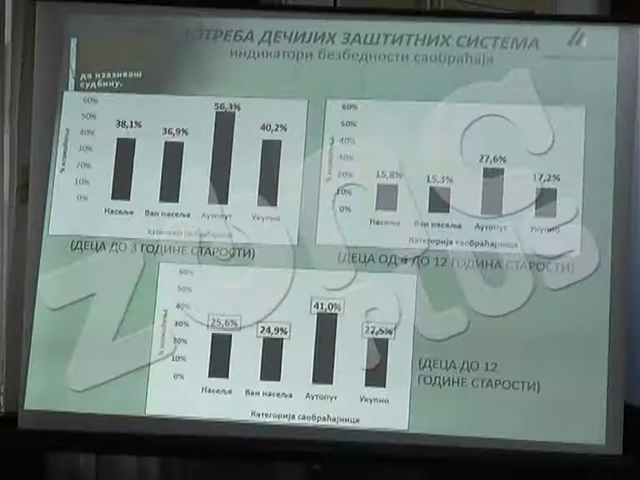 УПОТРЕБА ДЕЧИЈИХ ЗАШТИТНИХ СИСТЕМА
индикатори безбедности саобраћаја
да изазиваш
судбину.
60%
50%
40%
30%
20%
10%
0%
38,1%
36,9%
56,3%
40,2%
Насеље Ван насеља Аутопут Укупно
Категорија саобраћајнице
(ДЕЦА ДО 3 ГОДИНЕ СТАРОСТИ)
60%
50%
40%
30%
20%
10%
0%
15,8%
15,3%
27,6%
17,2%
Насеље Ван насеља Аутопут Укупно
Категорија саобраћајнице
(ДЕЦА ОД 4 ДО 12 ГОДИНА СТАРОСТИ)
60%
50%
40%
30%
20%
10%
0%
25,6%
24,9%
41,0%
27,5%
Насеље Ван насеља Аутопут Укупно
Категорија саобраћајнице
(ДЕЦА ДО 12
ГОДИНЕ СТАРОСТИ)